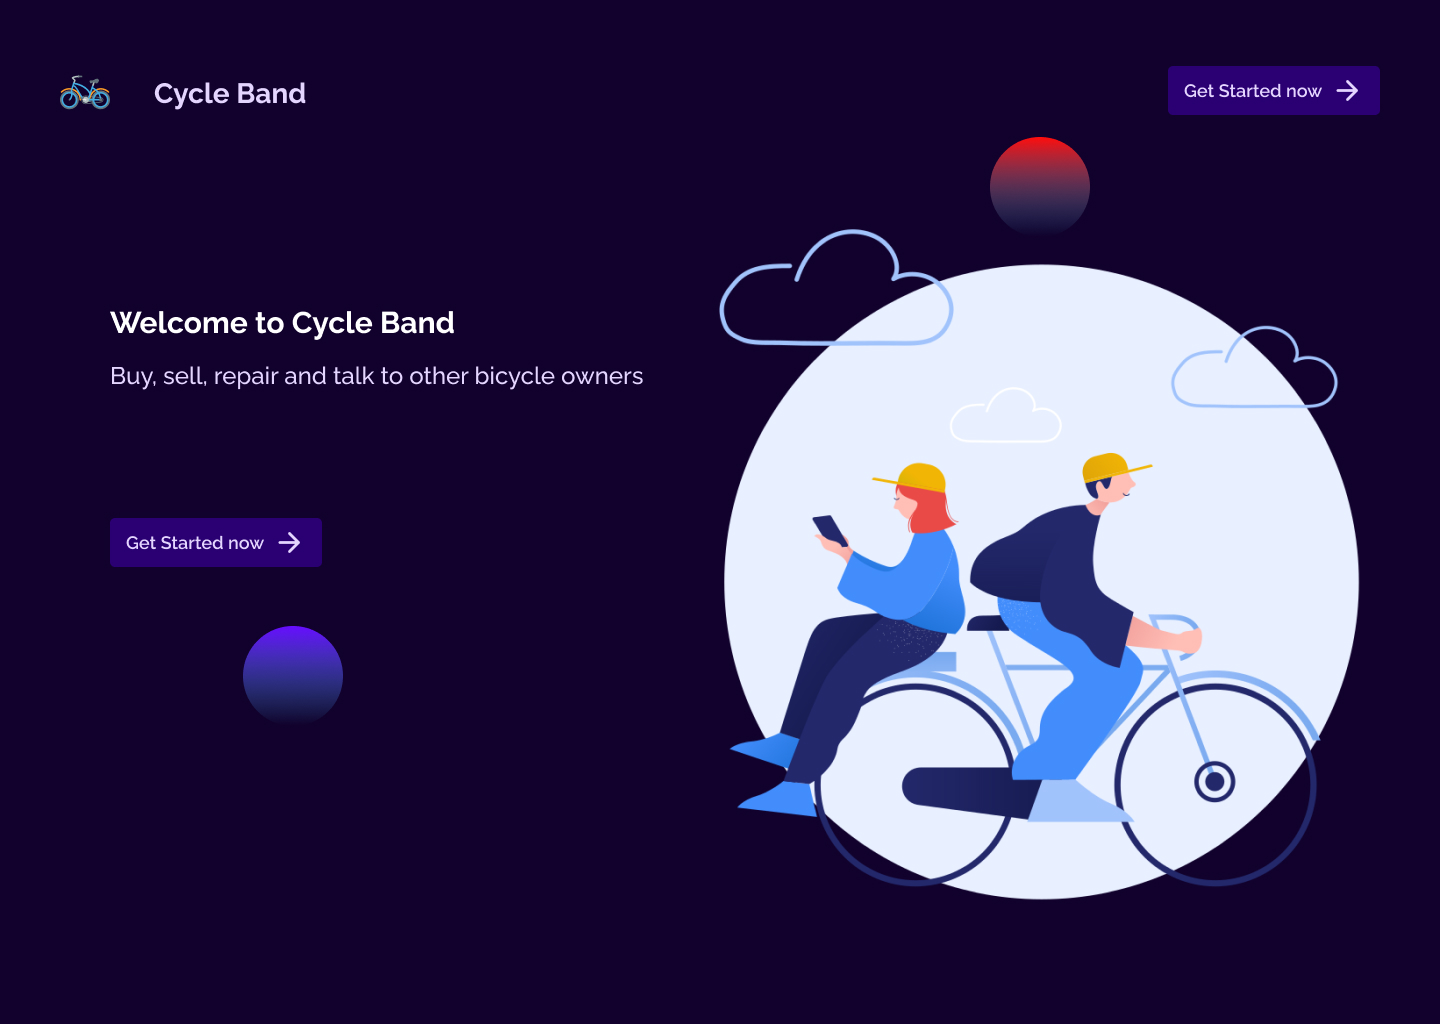 Cycle Band
Get Started now
Welcome to Cycle Band
Buy, sell, repair and talk to other bicycle owners
Get Started now